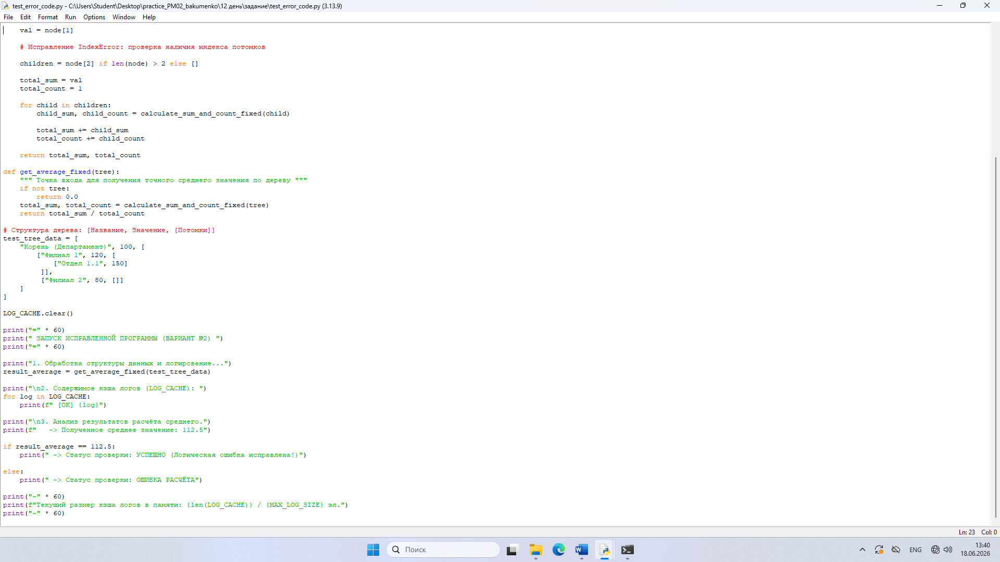 test_error_code.py - C:\Users\Student\Desktop\practice_PM02_bakumenko\12 день\задание\test_error_code.py (3.13.9)
File Edit Format Run Options Window Help
    val = node[1]
    # Исправление IndexError: проверка наличия индекса потомков
    children = node[2] if len(node) > 2 else []
    total_sum = val
    total_count = 1
    for child in children:
        child_sum, child_count = calculate_sum_and_count_fixed(child)
        total_sum += child_sum
        total_count += child_count
    return total_sum, total_count
def get_average_fixed(tree):
    """ Точка входа для получения точного среднего значения по дереву """
    if not tree:
        return 0.0
    total_sum, total_count = calculate_sum_and_count_fixed(tree)
    return total_sum / total_count
# Структура дерева: [Название, Значение, [Потомки]]
test_tree_data = [
    "Корень (Департамент)", 100, [
        ["Филиал 1", 120, [
            ["Отдел 1.1", 150]
         ]],
         ["Филиал 2", 80, []]
    ]
]
LOG_CACHE.clear()
print("=" * 60)
print(" ЗАПУСК ИСПРАВЛЕННОЙ ПРОГРАММЫ (ВАРИАНТ №2) ")
print("=" * 60)
print("1. Обработка структуры данных и логирование...")
result_average = get_average_fixed(test_tree_data)
print("\n2. Содержимое кэша логов (LOG_CACHE): ")
for log in LOG_CACHE:
    print(f" [OK] {log}")
print("\n3. Анализ результатов расчёта среднего.")
print(f"   -> Полученное среднее значение: 112.5")
if result_average == 112.5:
    print(" -> Статус проверки: УСПЕШНО (Логическая ошибка исправлена!)")
else:
    print(" -> Статус проверки: ОШИБКА РАСЧЁТА")
print("-" * 60)
print(f"Текущий размер кэша логов в памяти: {len(LOG_CACHE)} / {MAX_LOG_SIZE} эл.")
print("-" * 60)
Ln: 23 Col: 0
Поиск
ENG
13:40
18.06.2026